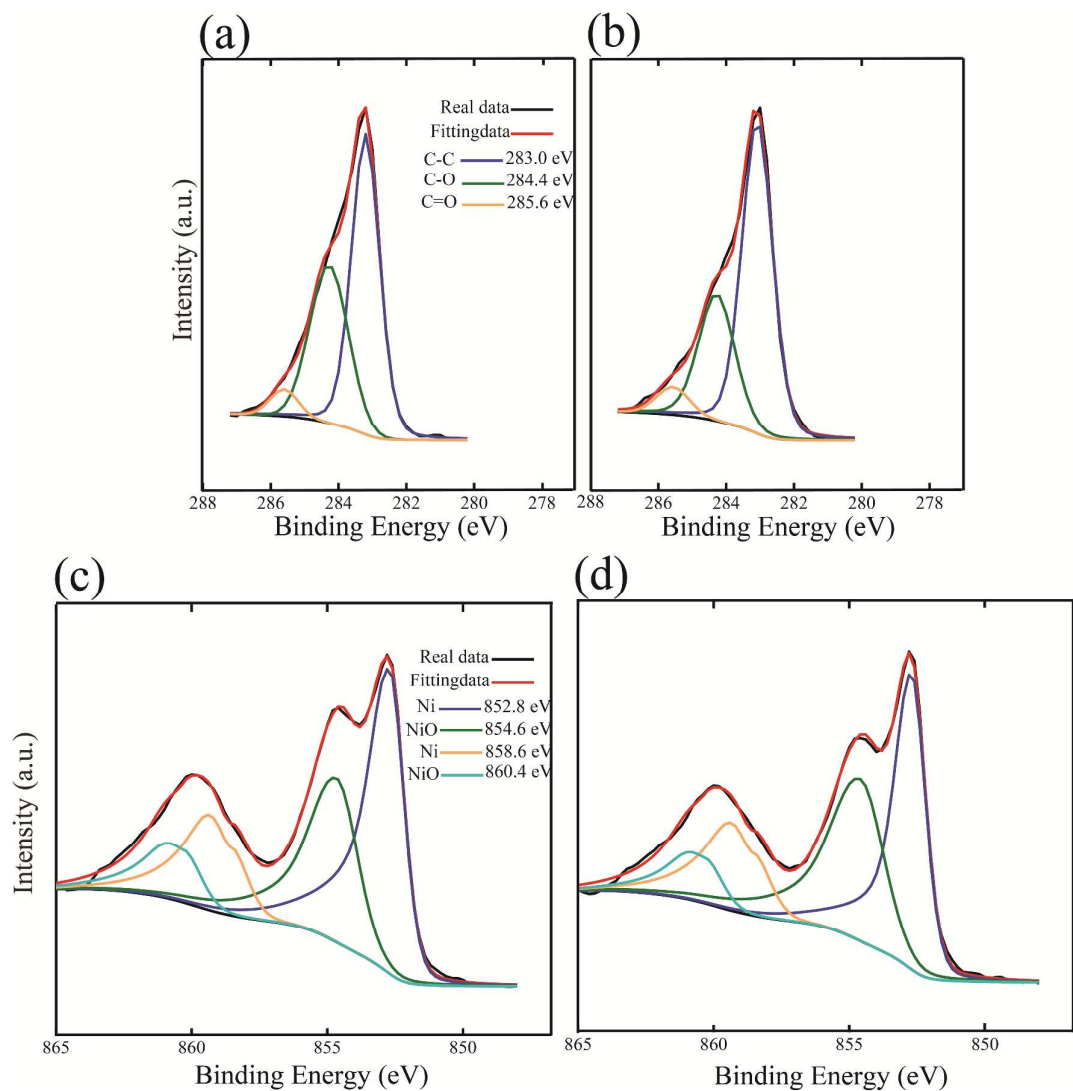 (a)
(b)
Real data
Fittingdata
C-C 283.0 eV
C-O 284.4 eV
C=O 285.6 eV
Intensity (a.u.)
288 286 284 282 280 278
288 286 284 282 280 278
Binding Energy (eV)
Binding Energy (eV)
(c)
(d)
Real data
Fittingdata
Ni 852.8 eV
NiO 854.6 eV
Ni 858.6 eV
NiO 860.4 eV
Intensity (a.u.)
865 860 855 850
865 860 855 850
Binding Energy (eV)
Binding Energy (eV)